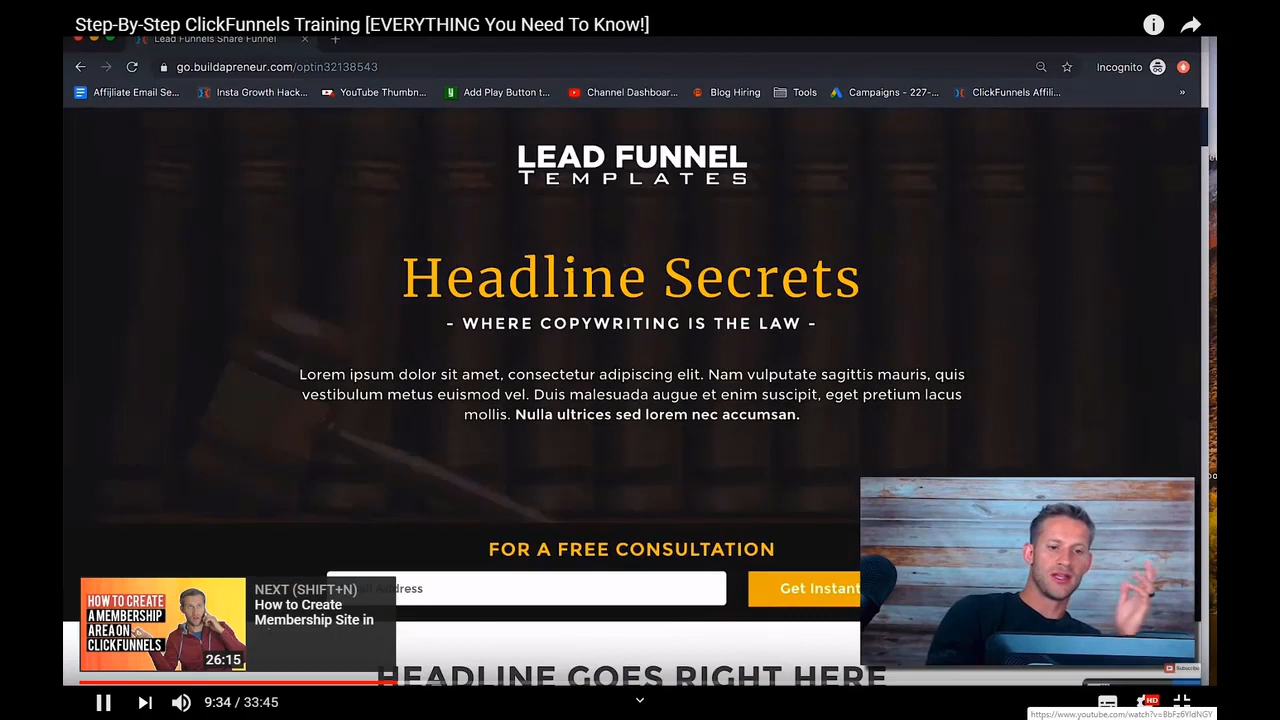 Step-By-Step ClickFunnels Training [EVERYTHING You Need To Know!]
Lead Funnels Share Funnel
go.buildapreneur.com/optin32138543
Incognito
Affijliate Email Se...
Insta Growth Hack...
YouTube Thumbn...
Add Play Button t...
Channel Dashboar...
Blog Hiring
Tools
Campaigns - 227-...
ClickFunnels Affili...
»
LEAD FUNNEL
TEMPLATES
Headline Secrets
- WHERE COPYWRITING IS THE LAW -
Lorem ipsum dolor sit amet, consectetur adipiscing elit. Nam vulputate sagittis mauris, quis
vestibulum metus euismod vel. Duis malesuada augue et enim suscipit, eget pretium lacus
mollis. Nulla ultrices sed lorem nec accumsan.
FOR A FREE CONSULTATION
Address
Get Instant
NEXT (SHIFT+N)
How to Create
Membership Site in
HOW TO CREATE
A MEMBERSHIP
AREA ON
CLICKFUNNELS
26:15
HEADLINE GOES RIGHT HERE
Subscribe
9:34 / 33:45
HD